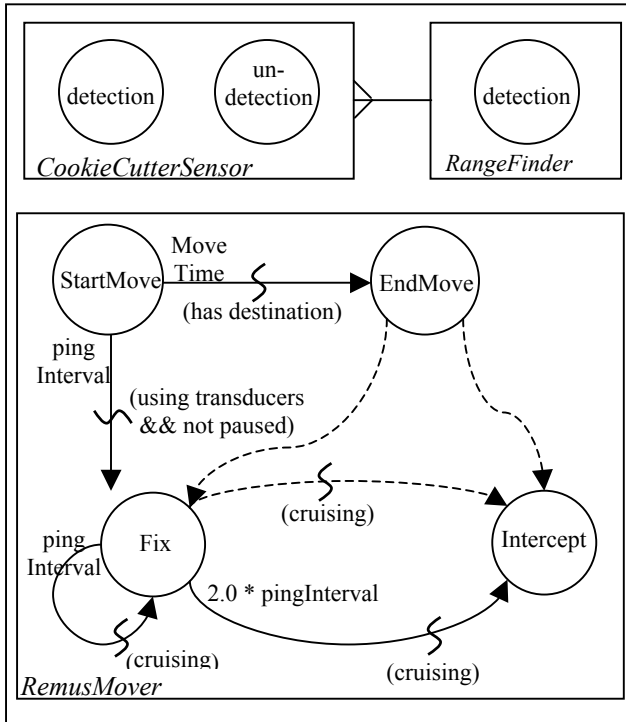 detection
un-
detection
CookieCutterSensor
detection
RangeFinder
StartMove
Move
Time
(has destination)
EndMove
ping
Interval
(using transducers
&& not paused)
Fix
(cruising)
Intercept
ping
Interval
2.0 * pingInterval
(cruising)
(cruising)
RemusMover